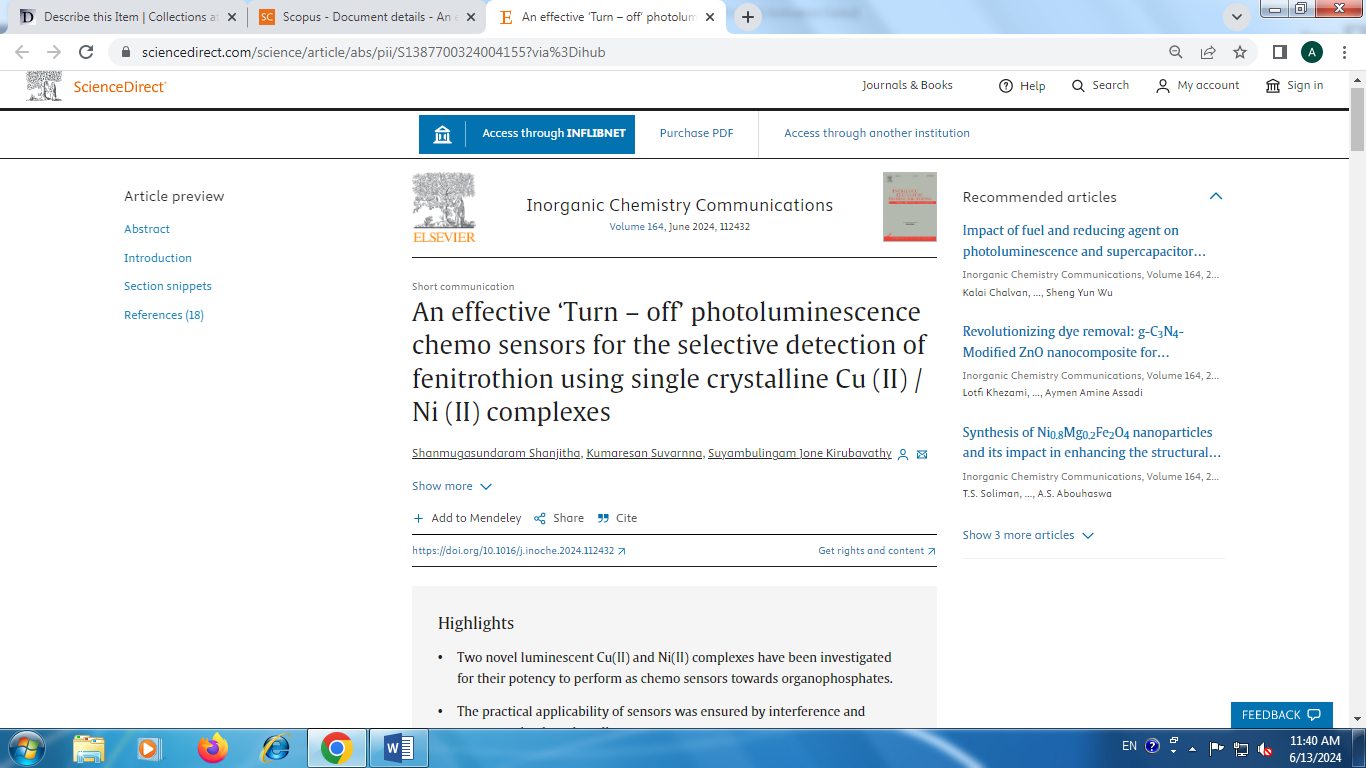 Describe this Item | Collections at
Scopus - Document details - An e
An effective 'Turn – off' photolum
sciencedirect.com/science/article/abs/pii/S1387700324004155?via%3Dihub
A
ScienceDirect
Journals & Books
Help
Search
My account
Sign in
Access through INFLIBNET
Purchase PDF
Access through another institution
Article preview
Abstract
Introduction
Section snippets
References (18)
ELSEVIER
Inorganic Chemistry Communications
Volume 164, June 2024, 112432
Short communication
An effective ‘Turn – off’ photoluminescence
chemo sensors for the selective detection of
fenitrothion using single crystalline Cu (II) /
Ni (II) complexes
Shanmugasundaram Shanjitha, Kumaresan Suvarnna, Suyambulingam Jone Kirubavathy
Show more
Add to Mendeley
Share
Cite
https://doi.org/10.1016/j.inoche.2024.112432
Get rights and content
Highlights
• Two novel luminescent Cu(II) and Ni(II) complexes have been investigated
for their potency to perform as chemo sensors towards organophosphates.
• The practical applicability of sensors was ensured by interference and
Recommended articles
Impact of fuel and reducing agent on
photoluminescence and supercapacitor…
Inorganic Chemistry Communications, Volume 164, 2…
Kalai Chalvan, …, Sheng Yun Wu
Revolutionizing dye removal: g-C3N4-
Modified ZnO nanocomposite for…
Inorganic Chemistry Communications, Volume 164, 2…
Lotfi Khezami, …, Aymen Amine Assadi
Synthesis of Ni0.8Mg0.2Fe2O4 nanoparticles
and its impact in enhancing the structural…
Inorganic Chemistry Communications, Volume 164, 2…
T.S. Soliman, …, A.S. Abouhaswa
Show 3 more articles
FEEDBACK
EN
11:40 AM
6/13/2024